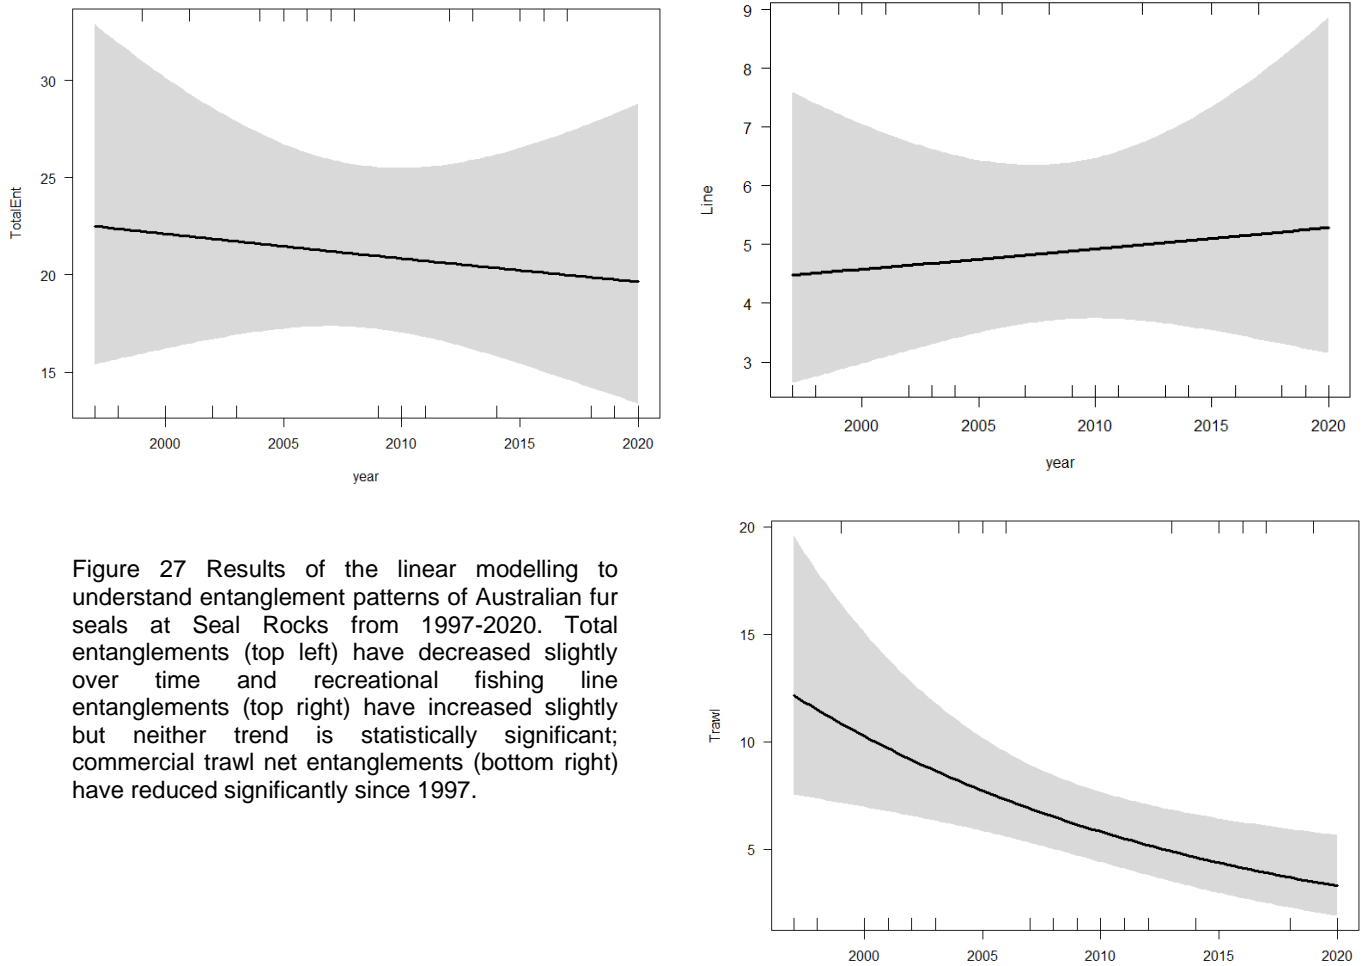 TotalEnt
30
25
20
15
2000 2005 2010 2015 2020
year
Line
9
8
7
6
5
4
3
2000 2005 2010 2015 2020
year
Figure 27 Results of the linear modelling to
understand entanglement patterns of Australian fur
seals at Seal Rocks from 1997-2020. Total
entanglements (top left) have decreased slightly
over time and recreational fishing line
entanglements (top right) have increased slightly
but neither trend is statistically significant;
commercial trawl net entanglements (bottom right)
have reduced significantly since 1997.
Trawl
20
15
10
5
2000 2005 2010 2015 2020